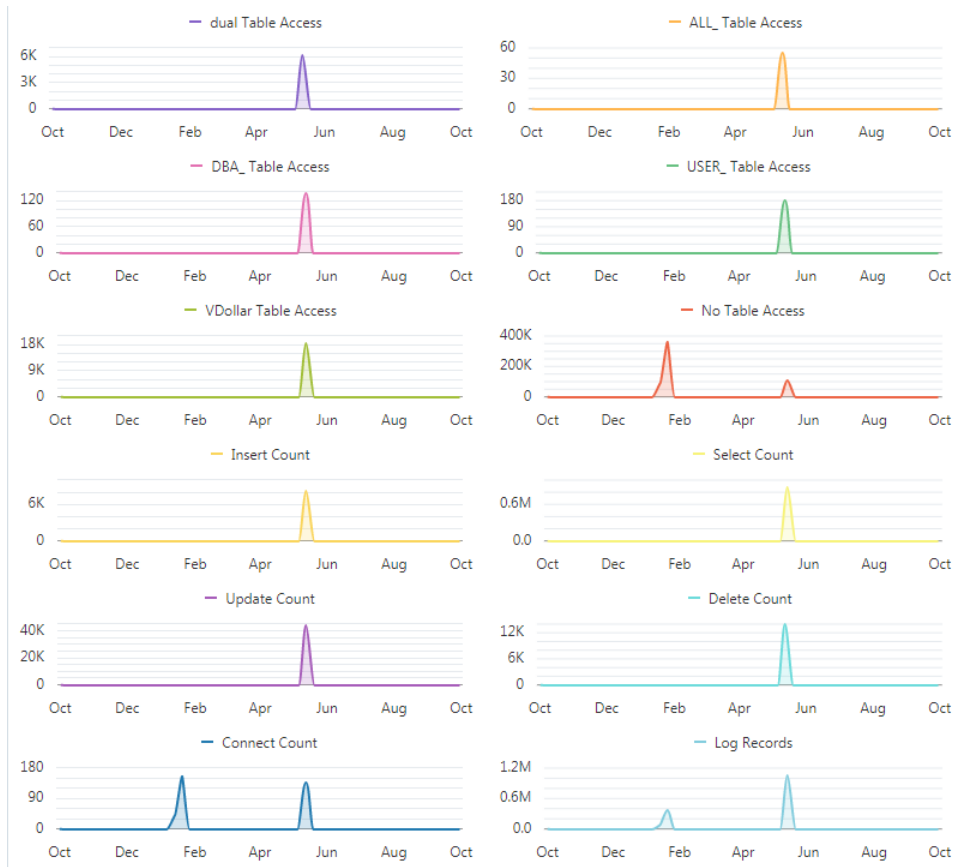 dual Table Access
6K
3K
0
Oct Dec Feb Apr Jun Aug Oct
ALL_ Table Access
60
30
0
Oct Dec Feb Apr Jun Aug Oct
DBA_ Table Access
120
60
0
Oct Dec Feb Apr Jun Aug Oct
USER_ Table Access
180
90
0
Oct Dec Feb Apr Jun Aug Oct
VDollar Table Access
18K
9K
0
Oct Dec Feb Apr Jun Aug Oct
No Table Access
400K
200K
0
Oct Dec Feb Apr Jun Aug Oct
Insert Count
6K
0
Oct Dec Feb Apr Jun Aug Oct
Select Count
0.6M
0.0
Oct Dec Feb Apr Jun Aug Oct
Update Count
40K
20K
0
Oct Dec Feb Apr Jun Aug Oct
Delete Count
12K
6K
0
Oct Dec Feb Apr Jun Aug Oct
Connect Count
180
90
0
Oct Dec Feb Apr Jun Aug Oct
Log Records
1.2M
0.6M
0.0
Oct Dec Feb Apr Jun Aug Oct